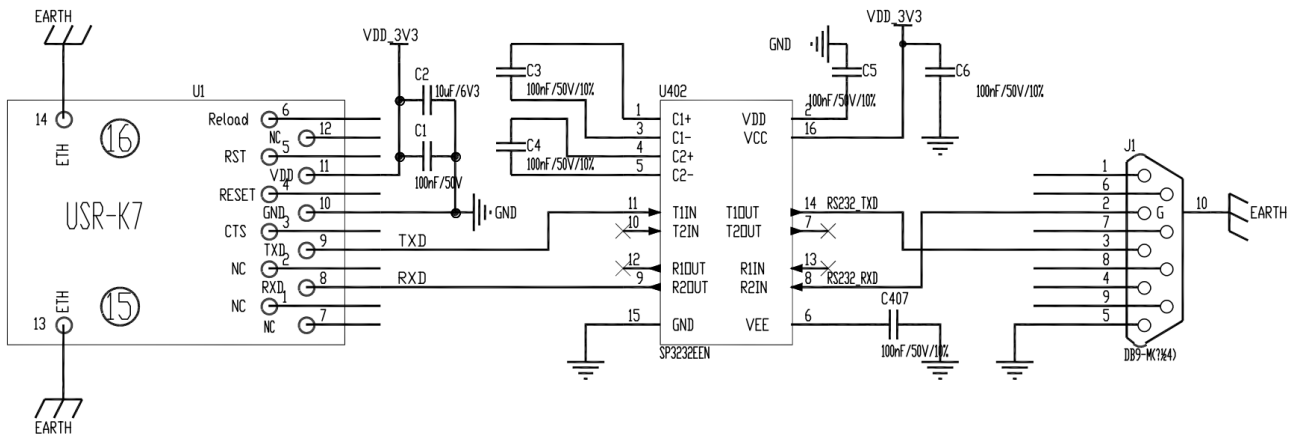 EARTH
VDD_3V3
VDD_3V3
GND
C2
10uF/6V3
C3
100nF/50V/10%
C5
100nF/50V/10%
C6
100nF/50V/10%
U1
U402
14
16
ETH
Reload
6
NC
12
RST
5
VDD
11
RESET
4
GND
10
CTS
3
TXD
9
NC
2
RXD
8
NC
1
NC
7
C1
100nF/50V
GND
C4
100nF/50V/10%
1
C1+
3
C1-
4
C2+
5
C2-
VDD
2
VCC
16
USR-K7
TXD
RXD
11
T1IN
10
T2IN
12
R1OUT
9
R2OUT
15
GND
T1OUT
14
RS232_TXD
T2OUT
7
R1IN
13
R2IN
8
RS232_RXD
VEE
6
C407
100nF/50V/10%
SP3232EEN
J1
1
6
2
7
3
8
4
9
5
G
10
EARTH
DB9-M(?¾4)
ETH
15
13
EARTH